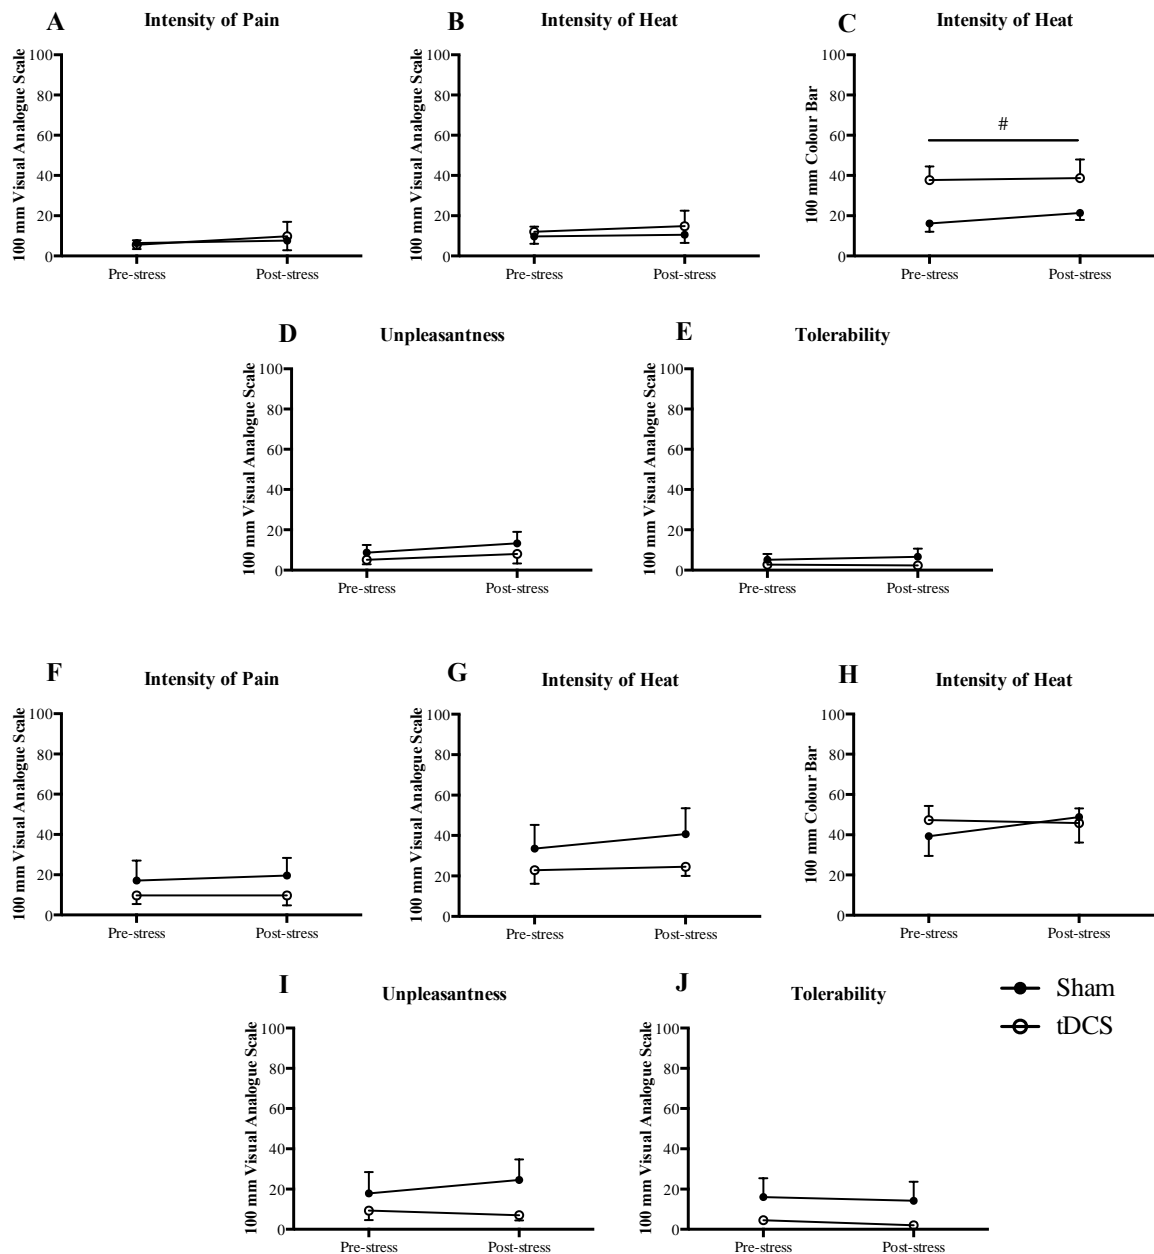 A
Intensity of Pain
100 mm Visual Analogue Scale
100
80
60
40
20
0
Pre-stress
Post-stress
B
Intensity of Heat
100 mm Visual Analogue Scale
100
80
60
40
20
0
Pre-stress
Post-stress
C
Intensity of Heat
100 mm Colour Bar
100
80
60
40
20
0
#
Pre-stress
Post-stress
D
Unpleasantness
100 mm Visual Analogue Scale
100
80
60
40
20
0
Pre-stress
Post-stress
E
Tolerability
100 mm Visual Analogue Scale
100
80
60
40
20
0
Pre-stress
Post-stress
F
Intensity of Pain
100 mm Visual Analogue Scale
100
80
60
40
20
0
Pre-stress
Post-stress
G
Intensity of Heat
100 mm Visual Analogue Scale
100
80
60
40
20
0
Pre-stress
Post-stress
H
Intensity of Heat
100 mm Colour Bar
100
80
60
40
20
0
Pre-stress
Post-stress
I
Unpleasantness
100 mm Visual Analogue Scale
100
80
60
40
20
0
Pre-stress
Post-stress
J
Tolerability
100 mm Visual Analogue Scale
100
80
60
40
20
0
Pre-stress
Post-stress
Sham
tDCS